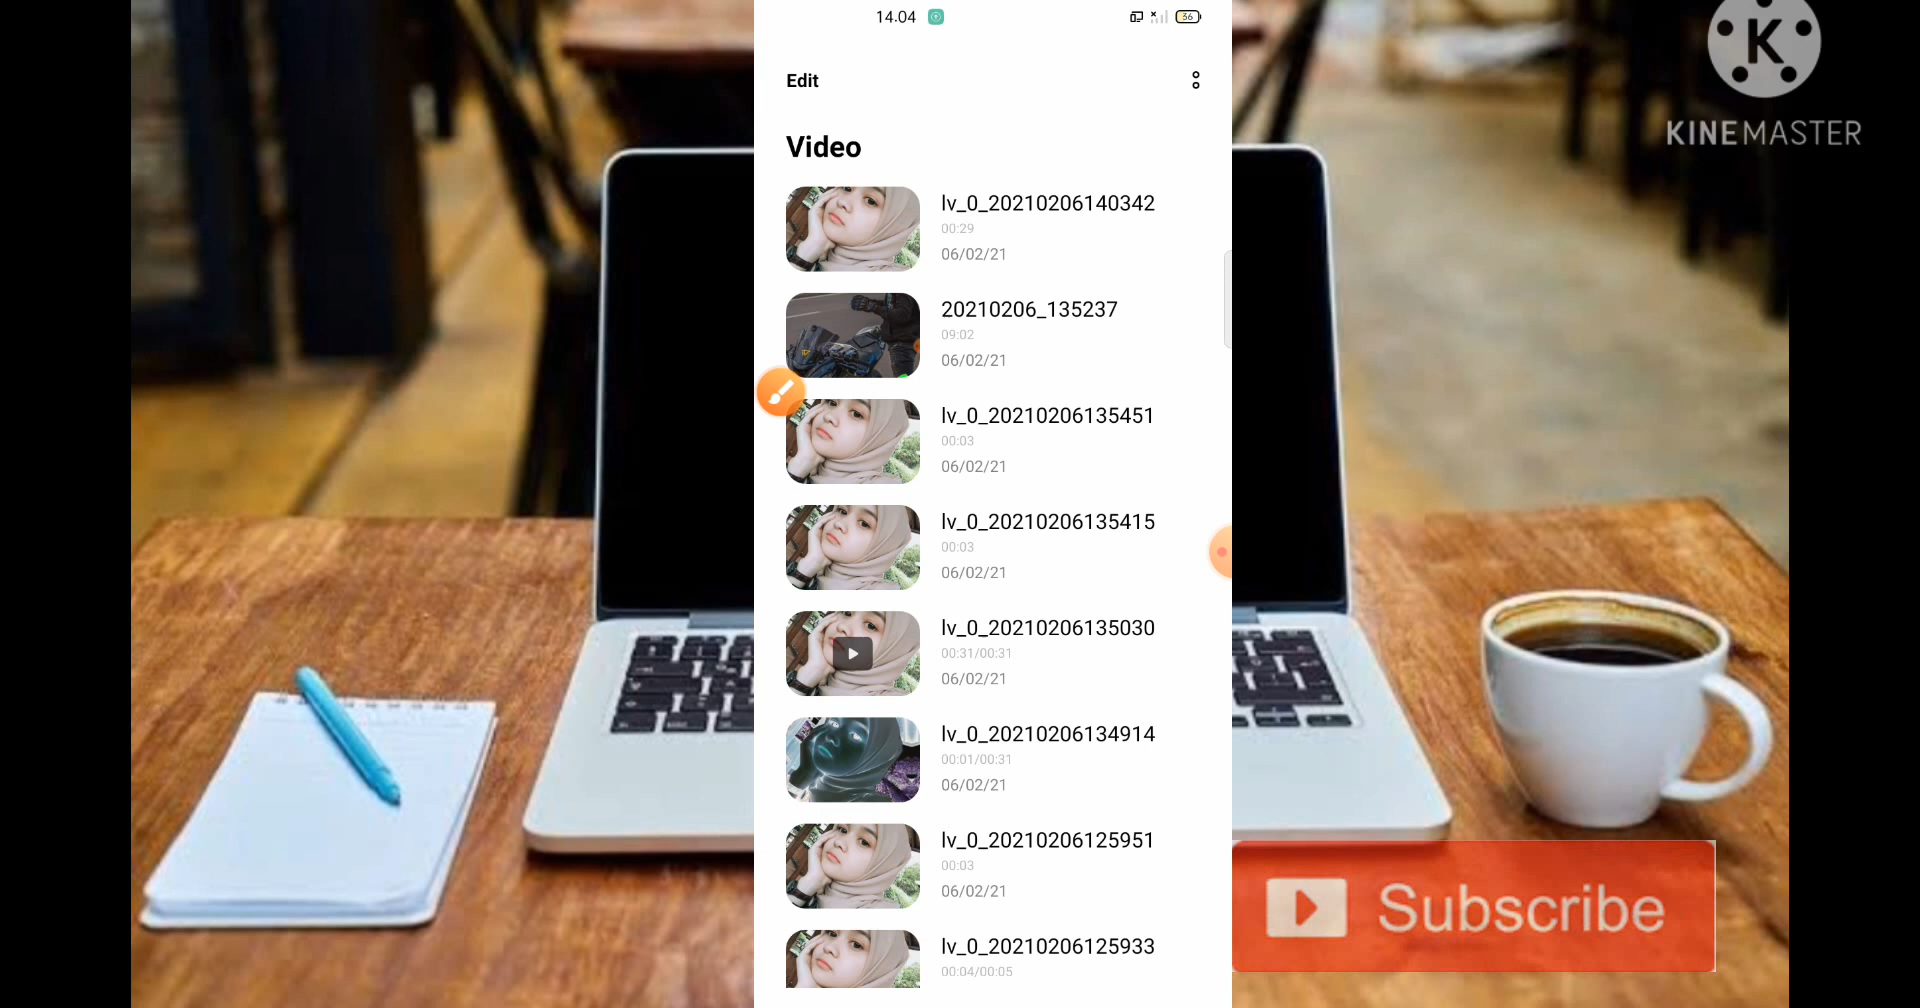 14.04
36
Edit
Video
lv_0_20210206140342
00:29
06/02/21
20210206_135237
09:02
06/02/21
lv_0_20210206135451
00:03
06/02/21
lv_0_20210206135415
00:03
06/02/21
lv_0_20210206135030
00:31/00:31
06/02/21
lv_0_20210206134914
00:01/00:31
06/02/21
lv_0_20210206125951
00:03
06/02/21
lv_0_20210206125933
00:04/00:05
K
KINEMASTER
Subscribe